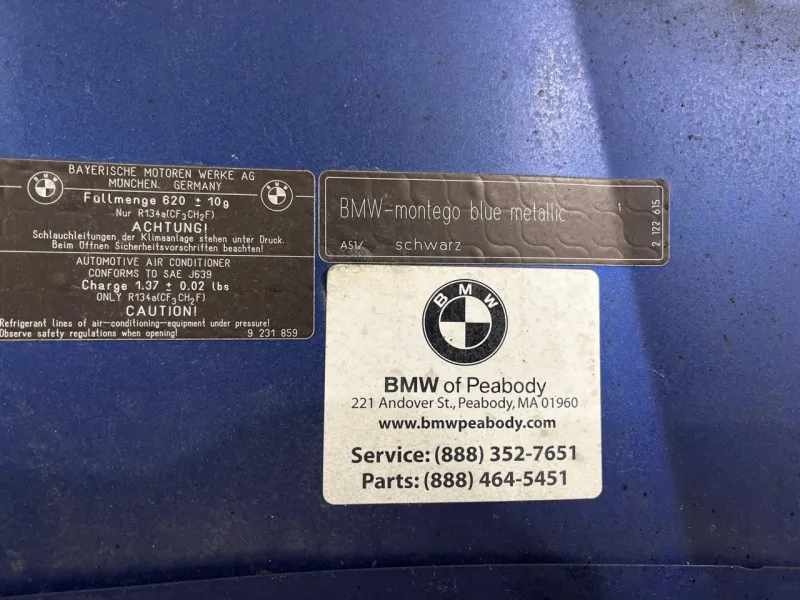 BAYERISCHE MOTOREN WERKE AG
MÜNCHEN, GERMANY
Füllmenge 620 ± 10g
Nur R134a(CF3CH2F)
ACHTUNG!
Schlauchleitungen der Klimaanlage stehen unter Druck.
Beim Öffnen Sicherheitsvorschriften beachten!
AUTOMOTIVE AIR CONDITIONER
CONFORMS TO SAE J639
Charge 1.37 ± 0.02 lbs
ONLY R134a(CF3CH2F)
CAUTION!
Refrigerant lines of air-conditioning-equipment under pressure!
Observe safety regulations when opening!
9 231 859
BMW-montego blue metallic 1
A51/ schwarz
2 122 615
BMW
BMW of Peabody
221 Andover St., Peabody, MA 01960
www.bmwpeabody.com
Service: (888) 352-7651
Parts: (888) 464-5451